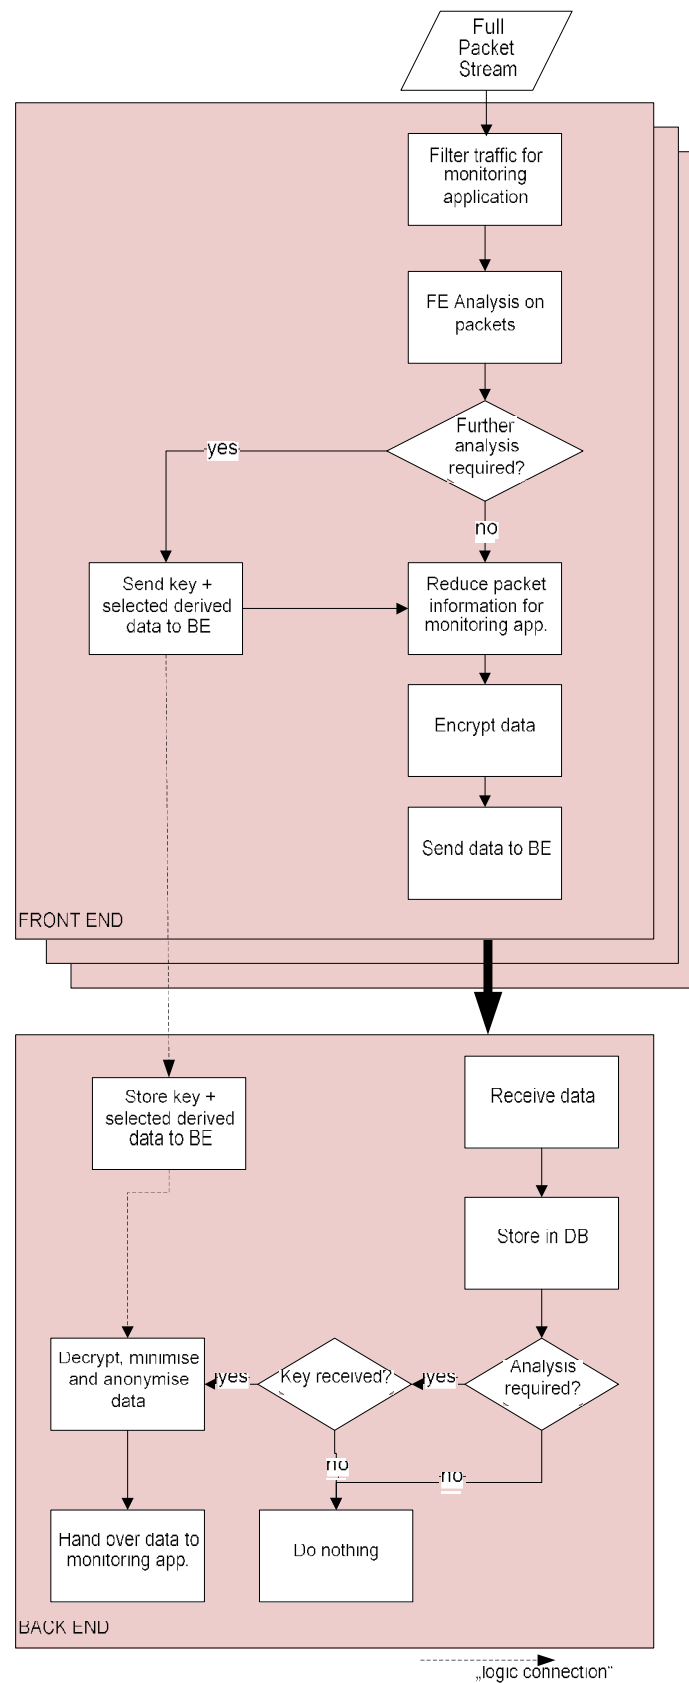 Full
Packet
Stream
Filter traffic for
monitoring
application
FE Analysis on
packets
Further
analysis
required?
yes
no
Send key +
selected derived
data to BE
Reduce packet
information for
monitoring app.
Encrypt data
Send data to BE
FRONT END
Store key +
selected derived
data to BE
Receive data
Store in DB
Analysis
required?
yes
Key received?
yes
Decrypt, minimise
and anonymise
data
no
no
Hand over data to
monitoring app.
Do nothing
BACK END
„logic connection“